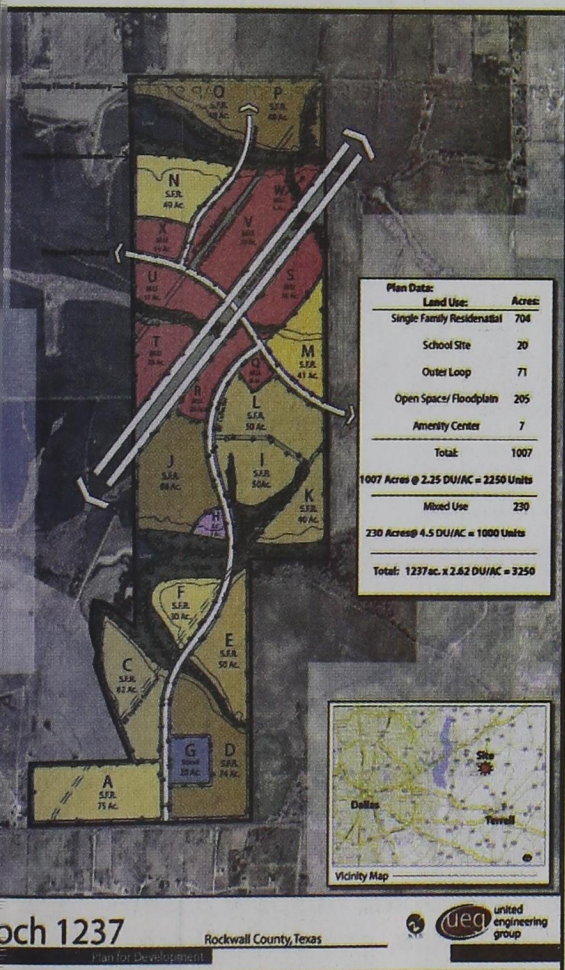 O
P
S.F.R.
S.F.R.
N
S.F.R.
40 Ac.
W
V
X
U
S
T
M
S.F.R.
41 Ac.
Q
R
L
S.F.R.
50 Ac.
J
S.F.R.
I
S.F.R.
50Ac.
K
S.F.R.
40 Ac.
H
F
S.F.R.
30 Ac.
E
S.F.R.
50 Ac.
C
S.F.R.
62 Ac.
G
20 Ac.
D
S.F.R.
74 Ac.
A
S.F.R.
75 Ac.
Plan Data:
Land Use: Acres:
Single Family Residential 704
School Site 20
Outer Loop 71
Open Space/ Floodplain 205
Amenity Center 7
Total: 1007
1007 Acres @ 2.25 DU/AC = 2250 Units
Mixed Use 230
230 Acres@ 4.5 DU/AC = 1000 Units
Total: 1237ac. x 2.62 DU/AC = 3250
Site
Dallas
Terrell
Vicinity Map
och 1237
Plan for Development
Rockwall County, Texas
N.T.S.
ueg
united
engineering
group